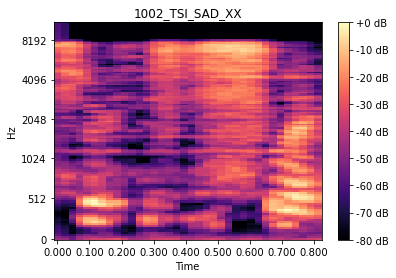 1002_TSI_SAD_XX
+0 dB
8192
-10 dB
4096
-20 dB
-30 dB
2048
Hz
-40 dB
1024
-50 dB
512
-60 dB
-70 dB
0
-80 dB
0.000 0.100 0.200 0.300 0.400 0.500 0.600 0.700 0.800
Time